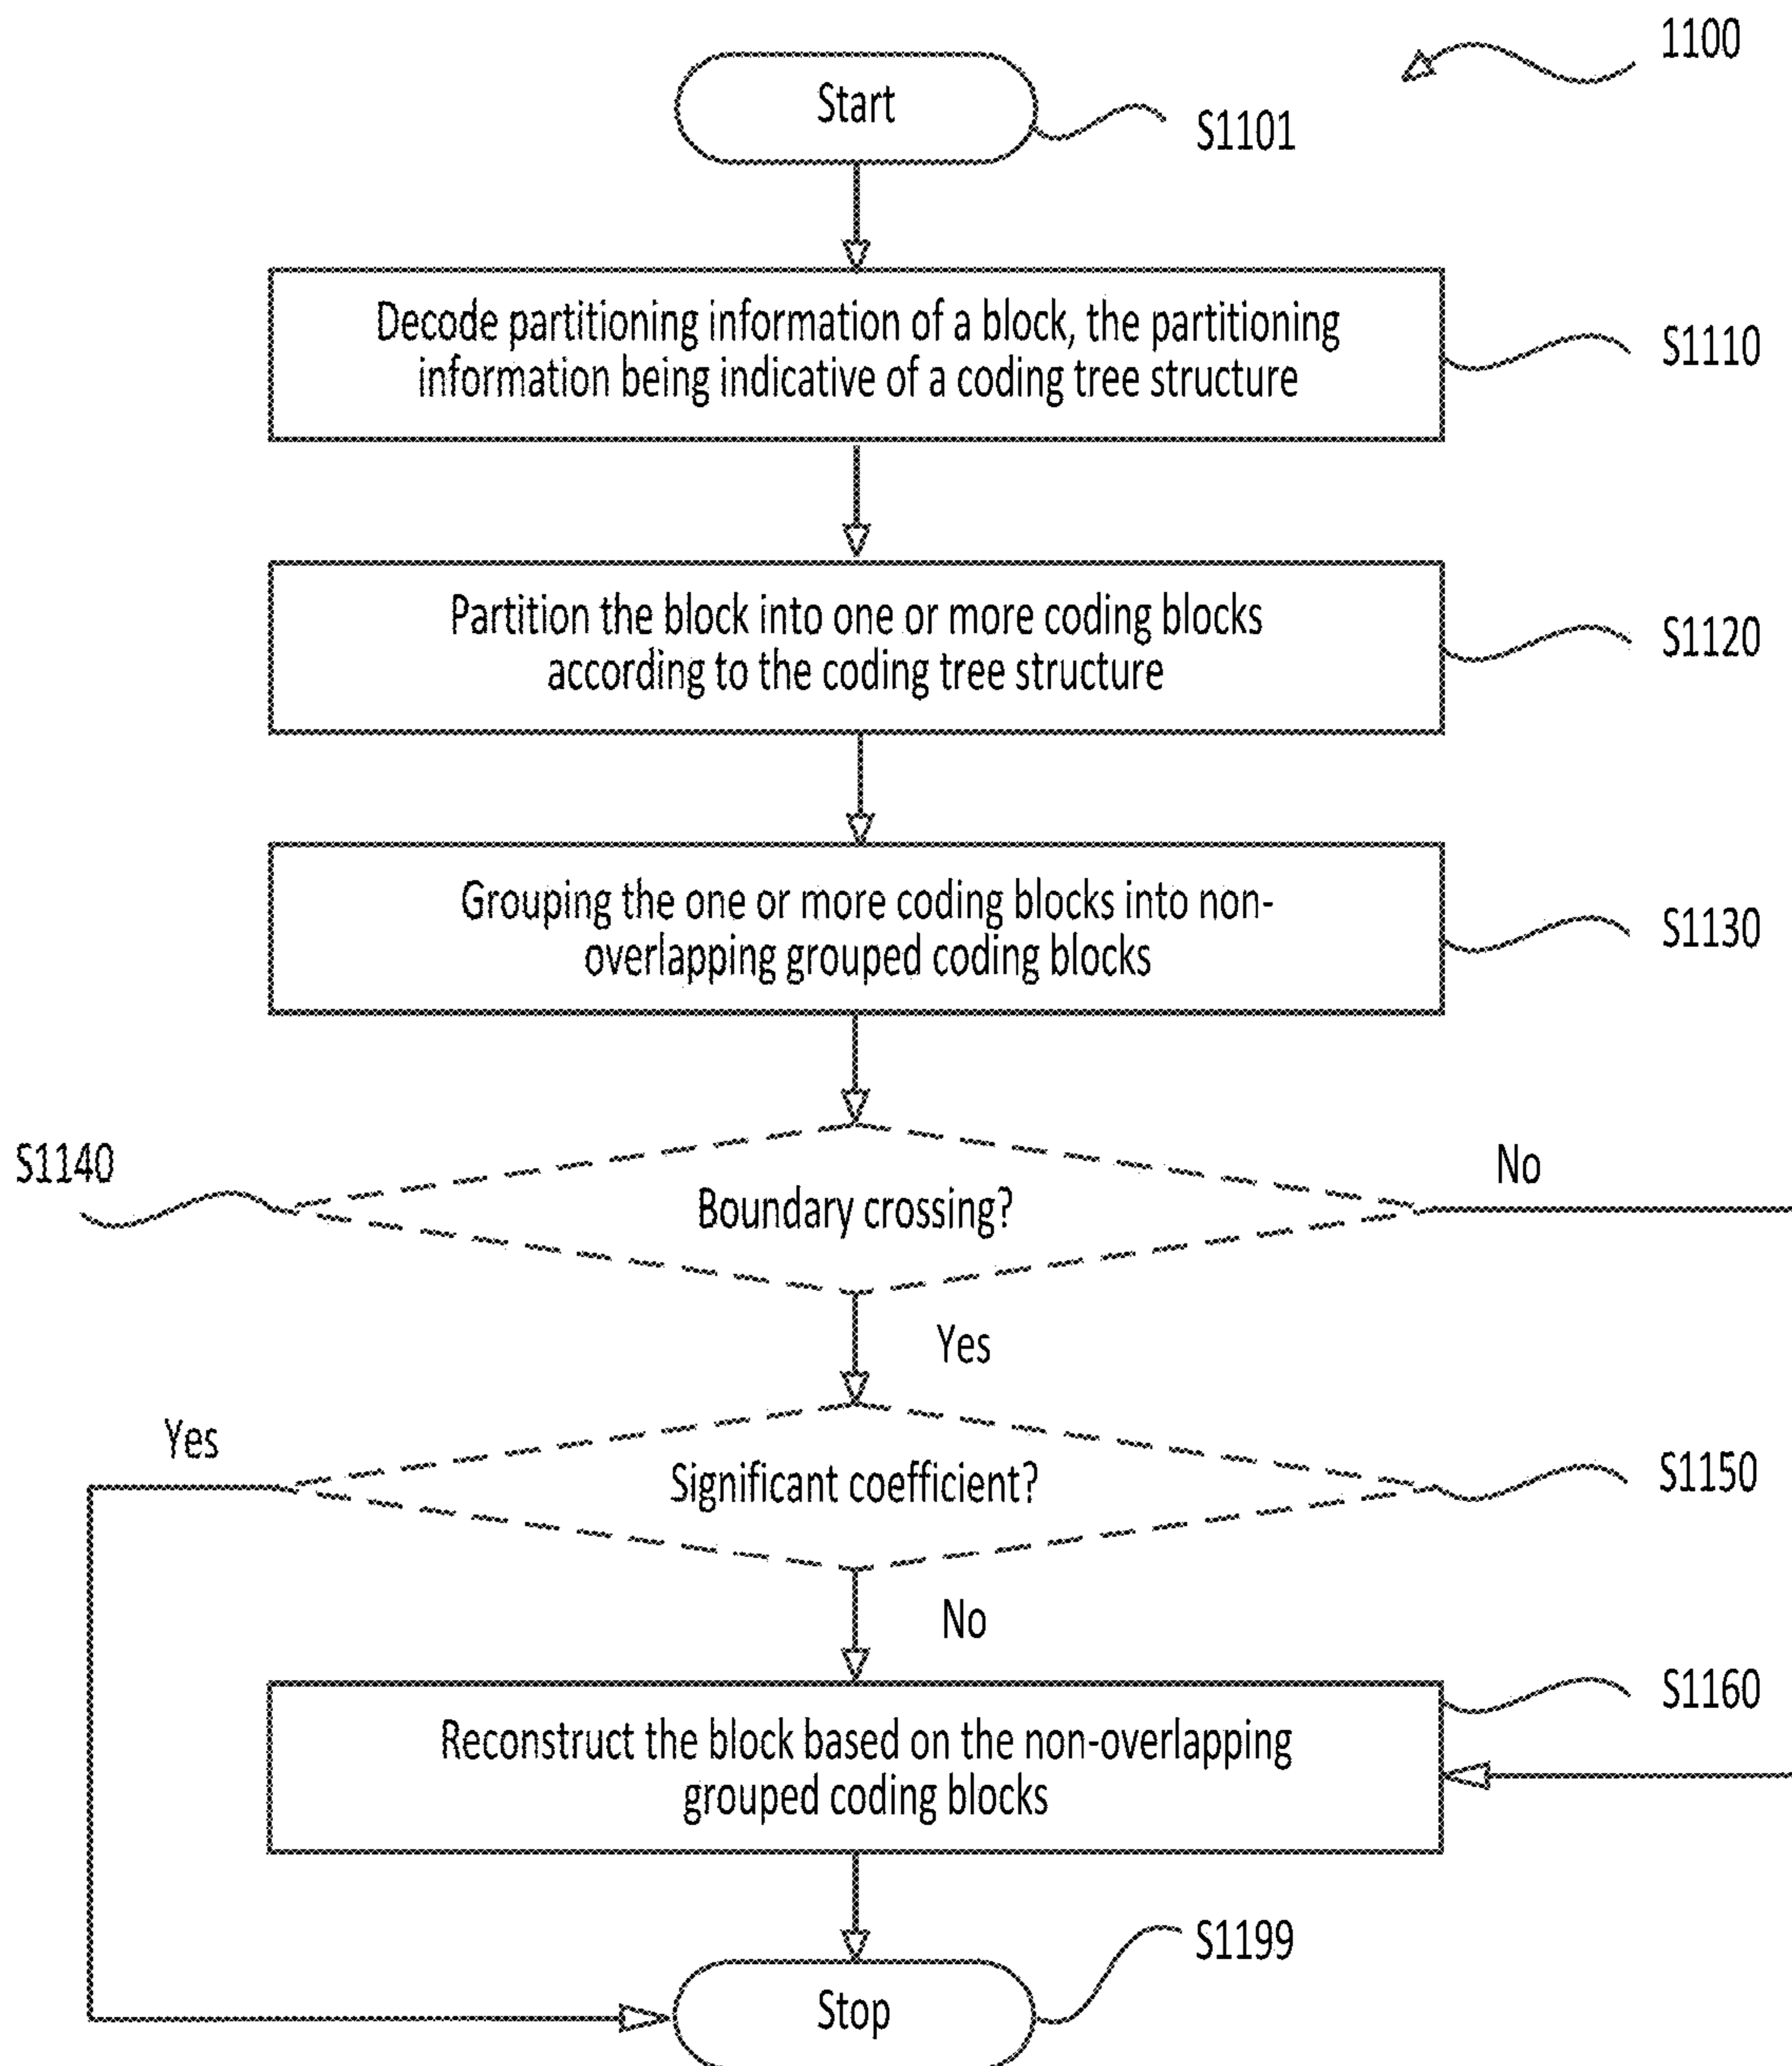 1100
Start
S1101
Decode partitioning information of a block, the partitioning
information being indicative of a coding tree structure
S1110
Partition the block into one or more coding blocks
according to the coding tree structure
S1120
Grouping the one or more coding blocks into non-
overlapping grouped coding blocks
S1130
S1140
Boundary crossing?
No
Yes
Yes
Significant coefficient?
S1150
No
S1160
Reconstruct the block based on the non-overlapping
grouped coding blocks
S1199
Stop